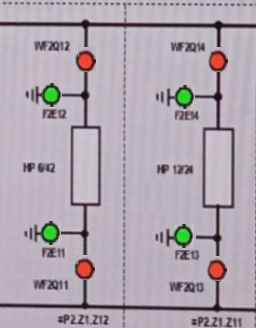 WF2Q12
WF2Q14
F2E12
F2E14
HP 6/42
HP 12/24
F2E11
F2E13
WF2Q11
WF2Q13
=P2.Z1.Z12
=P2.Z1.Z11